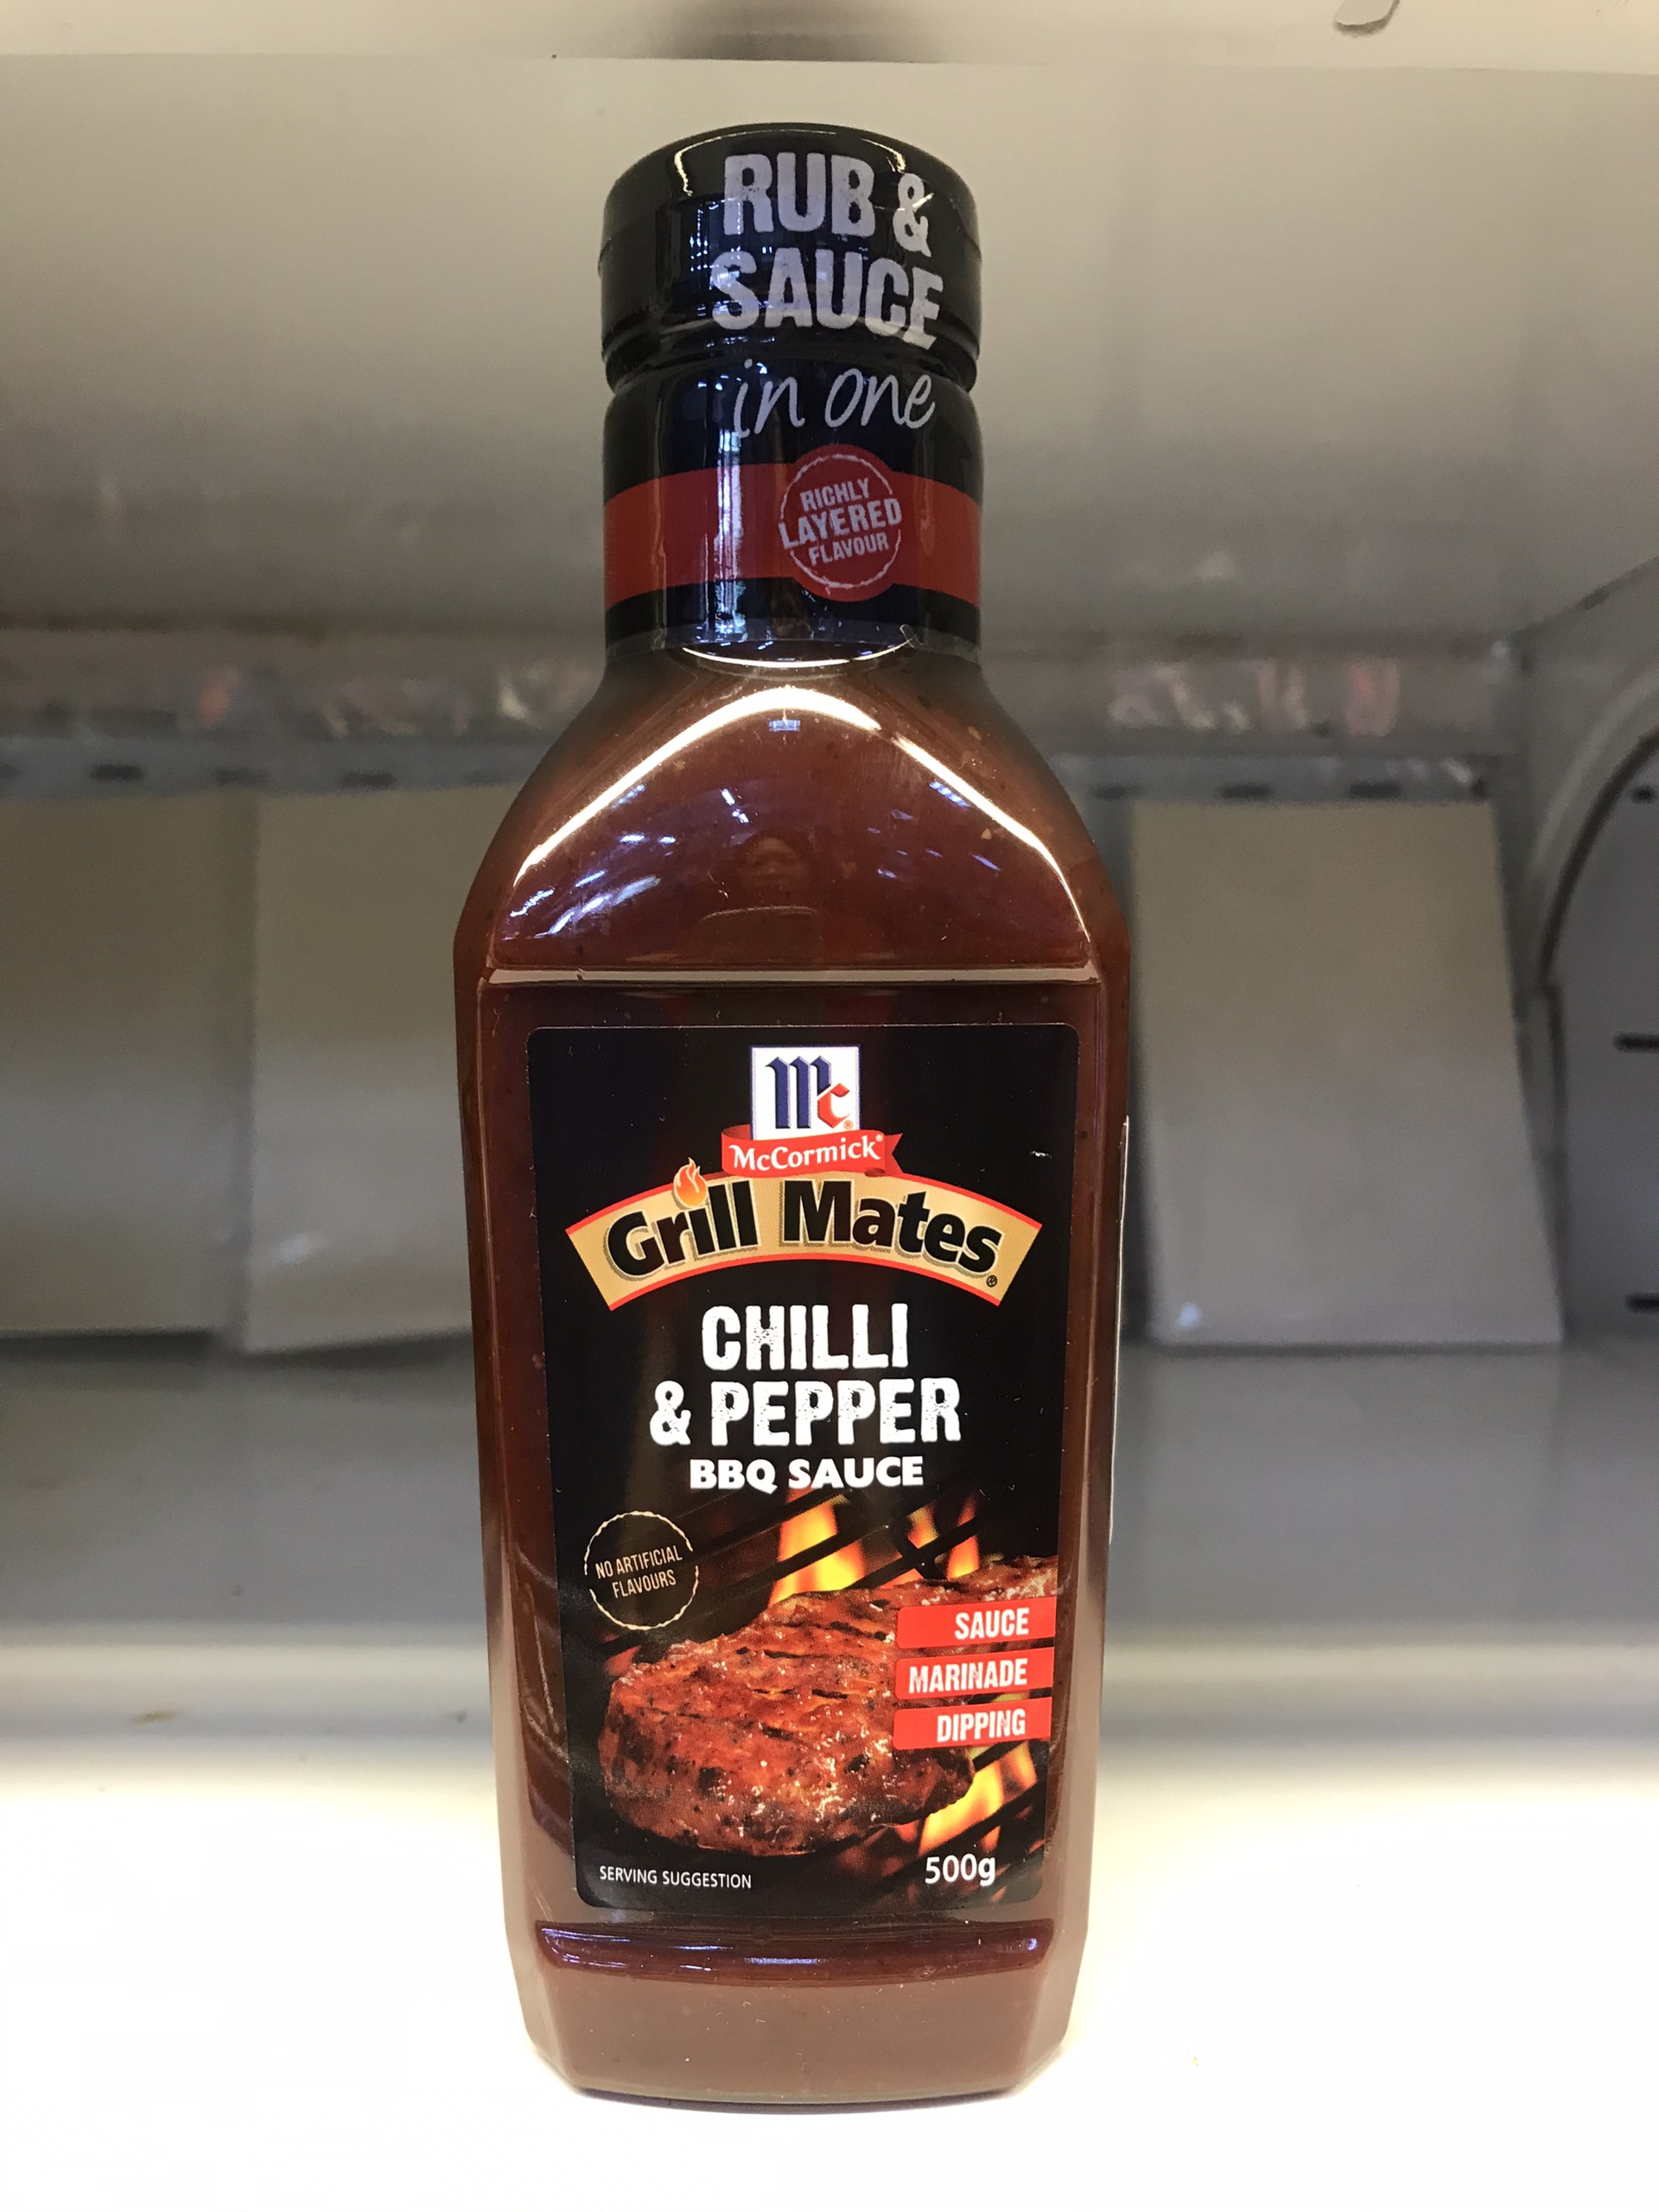 RUB &
SAUCE
in one
RICHLY
LAYERED
FLAVOUR
Mc®
McCormick®
Grill Mates®
CHILLI
& PEPPER
BBQ SAUCE
NO ARTIFICIAL
FLAVOURS
SAUCE
MARINADE
DIPPING
SERVING SUGGESTION
500g